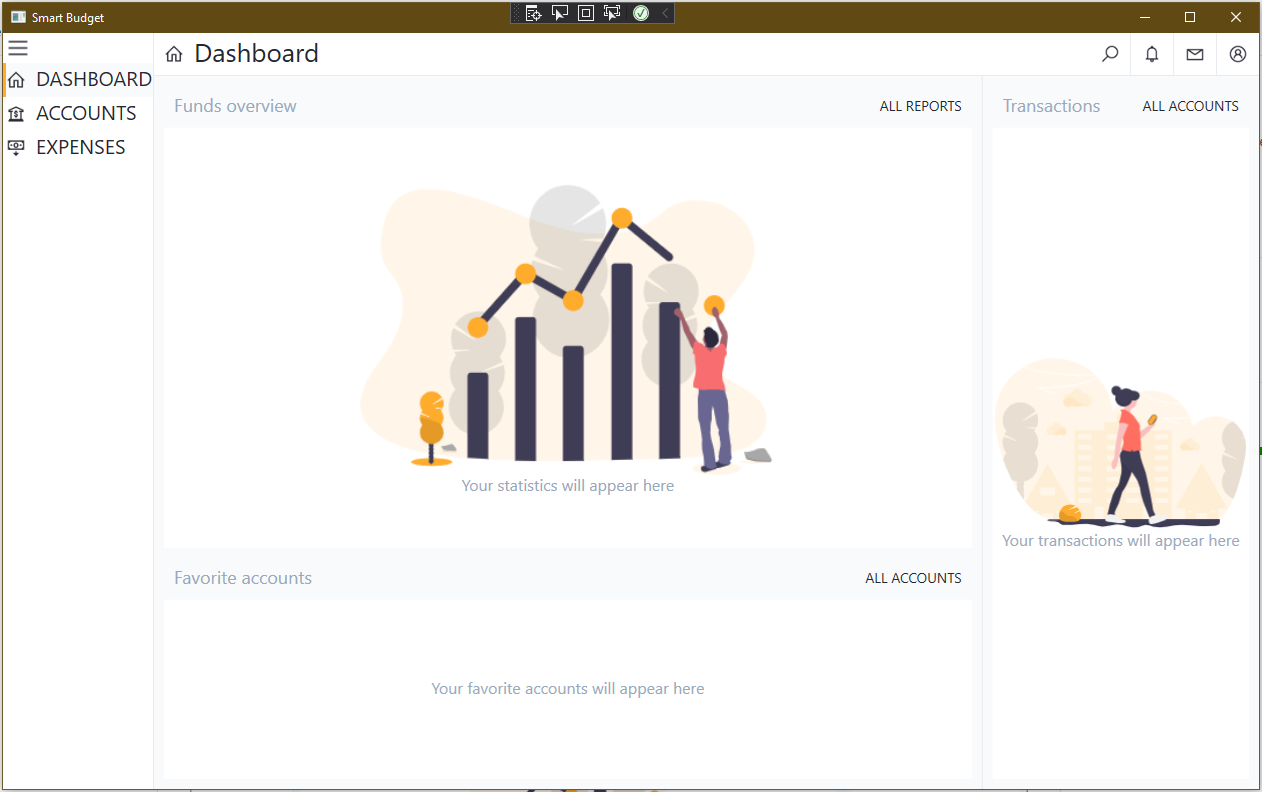 Smart Budget
Dashboard
DASHBOARD
ACCOUNTS
EXPENSES
Funds overview
ALL REPORTS
Your statistics will appear here
Favorite accounts
ALL ACCOUNTS
Your favorite accounts will appear here
Transactions
ALL ACCOUNTS
Your transactions will appear here